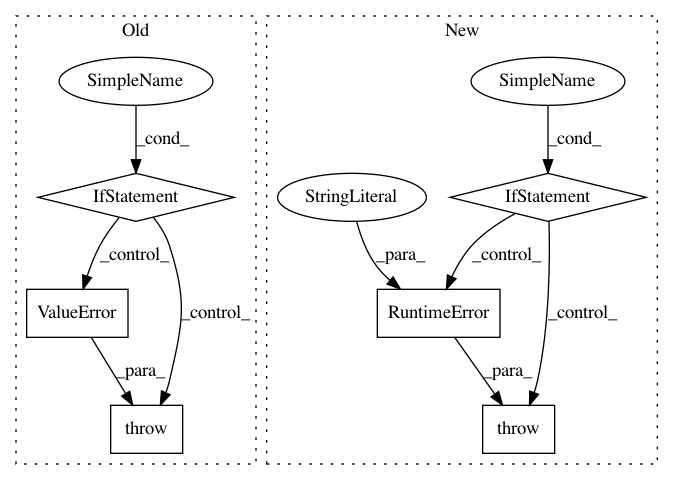 Old
New
SimpleName
SimpleName
_cond_
_cond_
IfStatement
StringLiteral
IfStatement
_control_
_para_
_control_
ValueError
_control_
RuntimeError
_control_
_para_
_para_
throw
throw